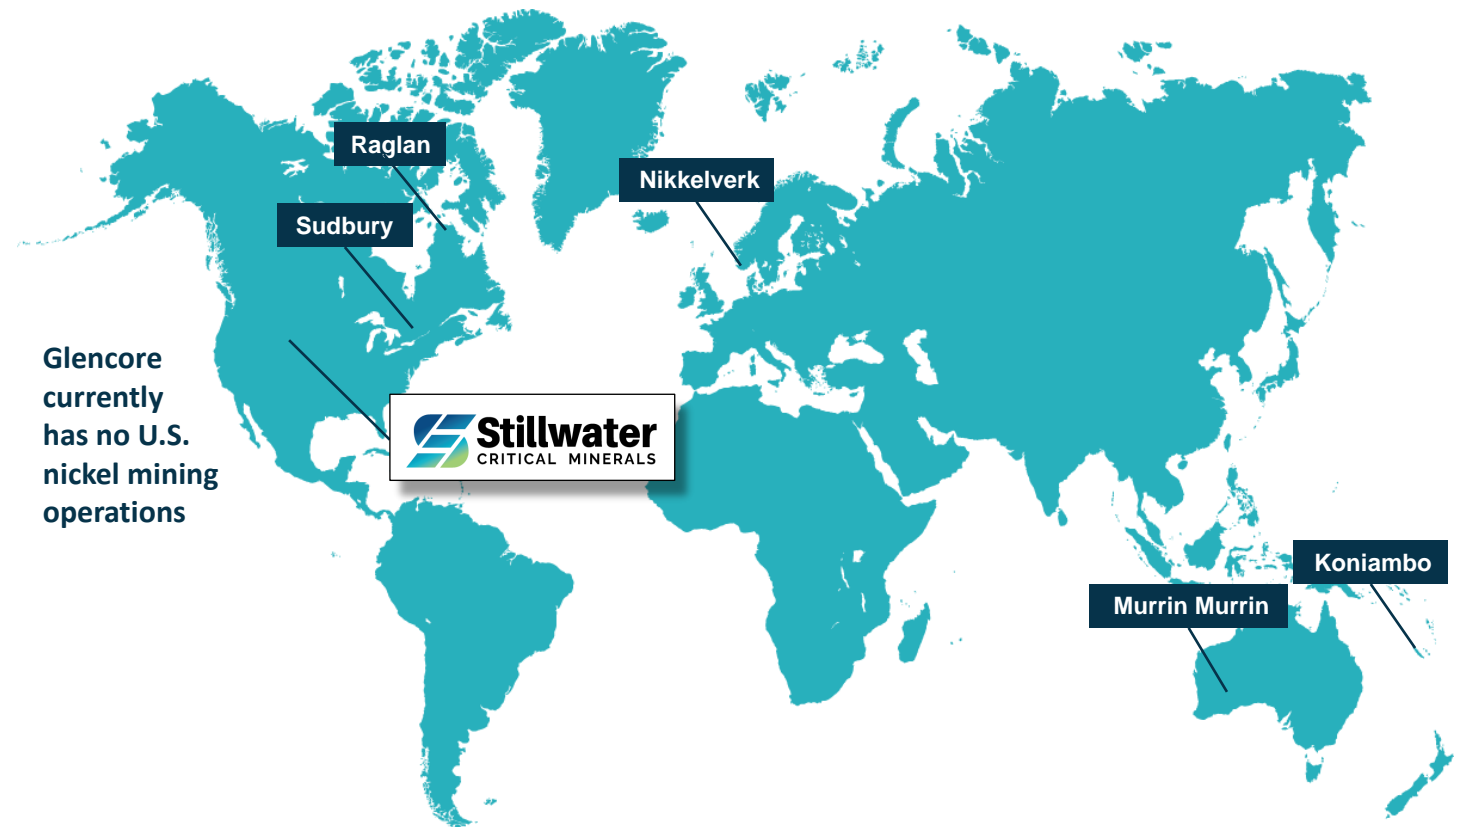 Raglan
Nikkelverk
Sudbury
Glencore
currently
has no U.S.
nickel mining
operations
Stillwater
CRITICAL MINERALS
Koniambo
Murrin Murrin